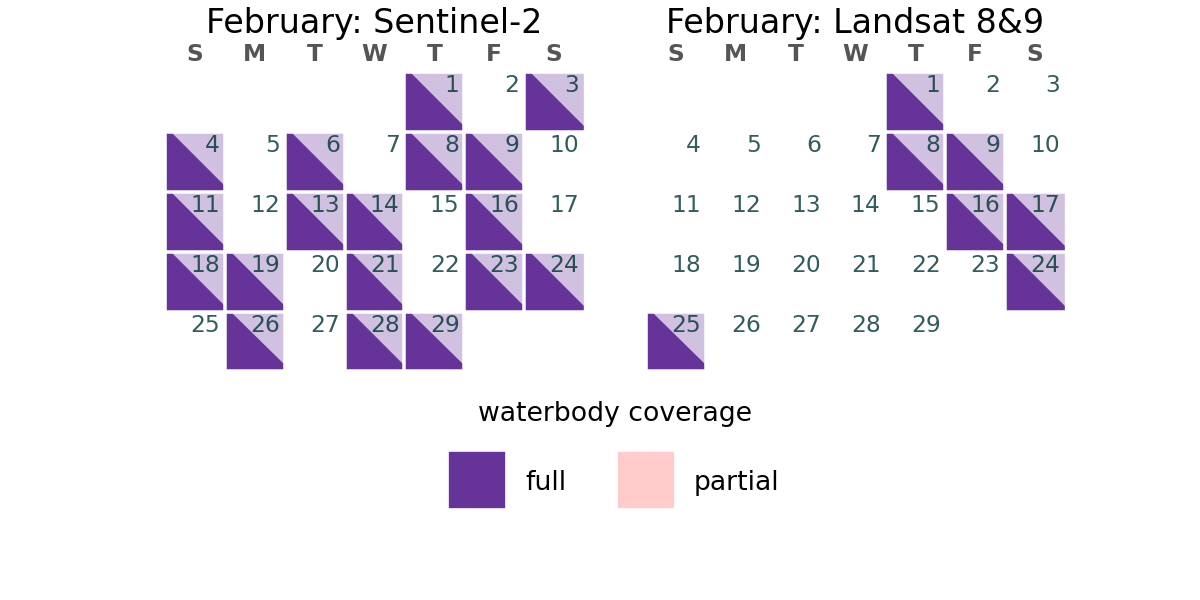 February: Sentinel-2
S M T W T F S
1 2 3
4 5 6 7 8 9 10
11 12 13 14 15 16 17
18 19 20 21 22 23 24
25 26 27 28 29
February: Landsat 8&9
S M T W T F S
1 2 3
4 5 6 7 8 9 10
11 12 13 14 15 16 17
18 19 20 21 22 23 24
25 26 27 28 29
waterbody coverage
full partial